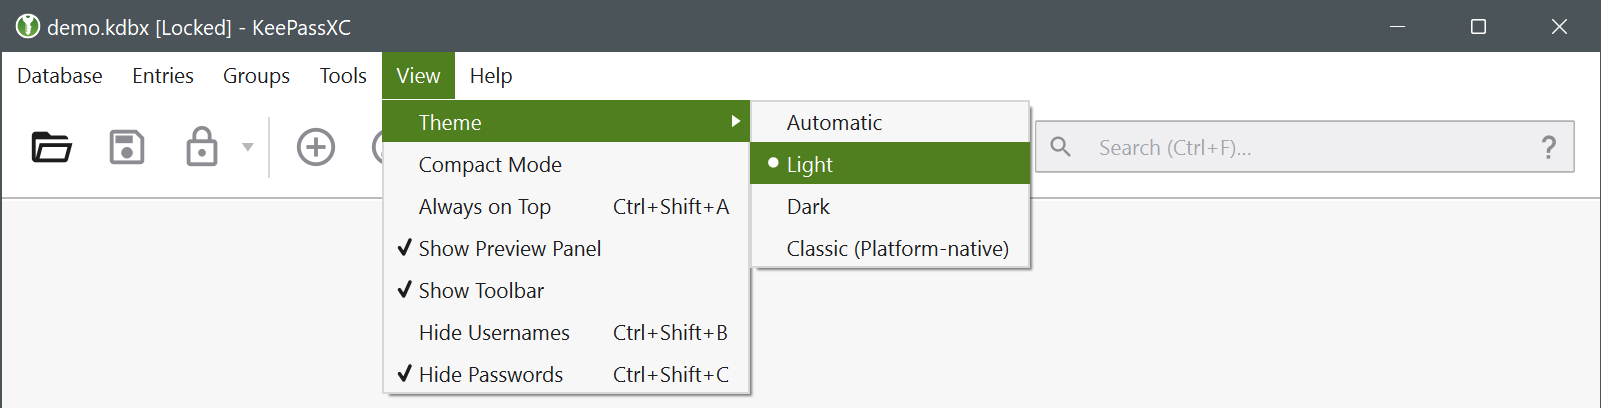 demo.kdbx [Locked] - KeePassXC
Database Entries Groups Tools View Help
Search (Ctrl+F)... ?
Theme
Compact Mode
Always on Top Ctrl+Shift+A
✔ Show Preview Panel
✔ Show Toolbar
Hide Usernames Ctrl+Shift+B
✔ Hide Passwords Ctrl+Shift+C
Automatic
Light
Dark
Classic (Platform-native)